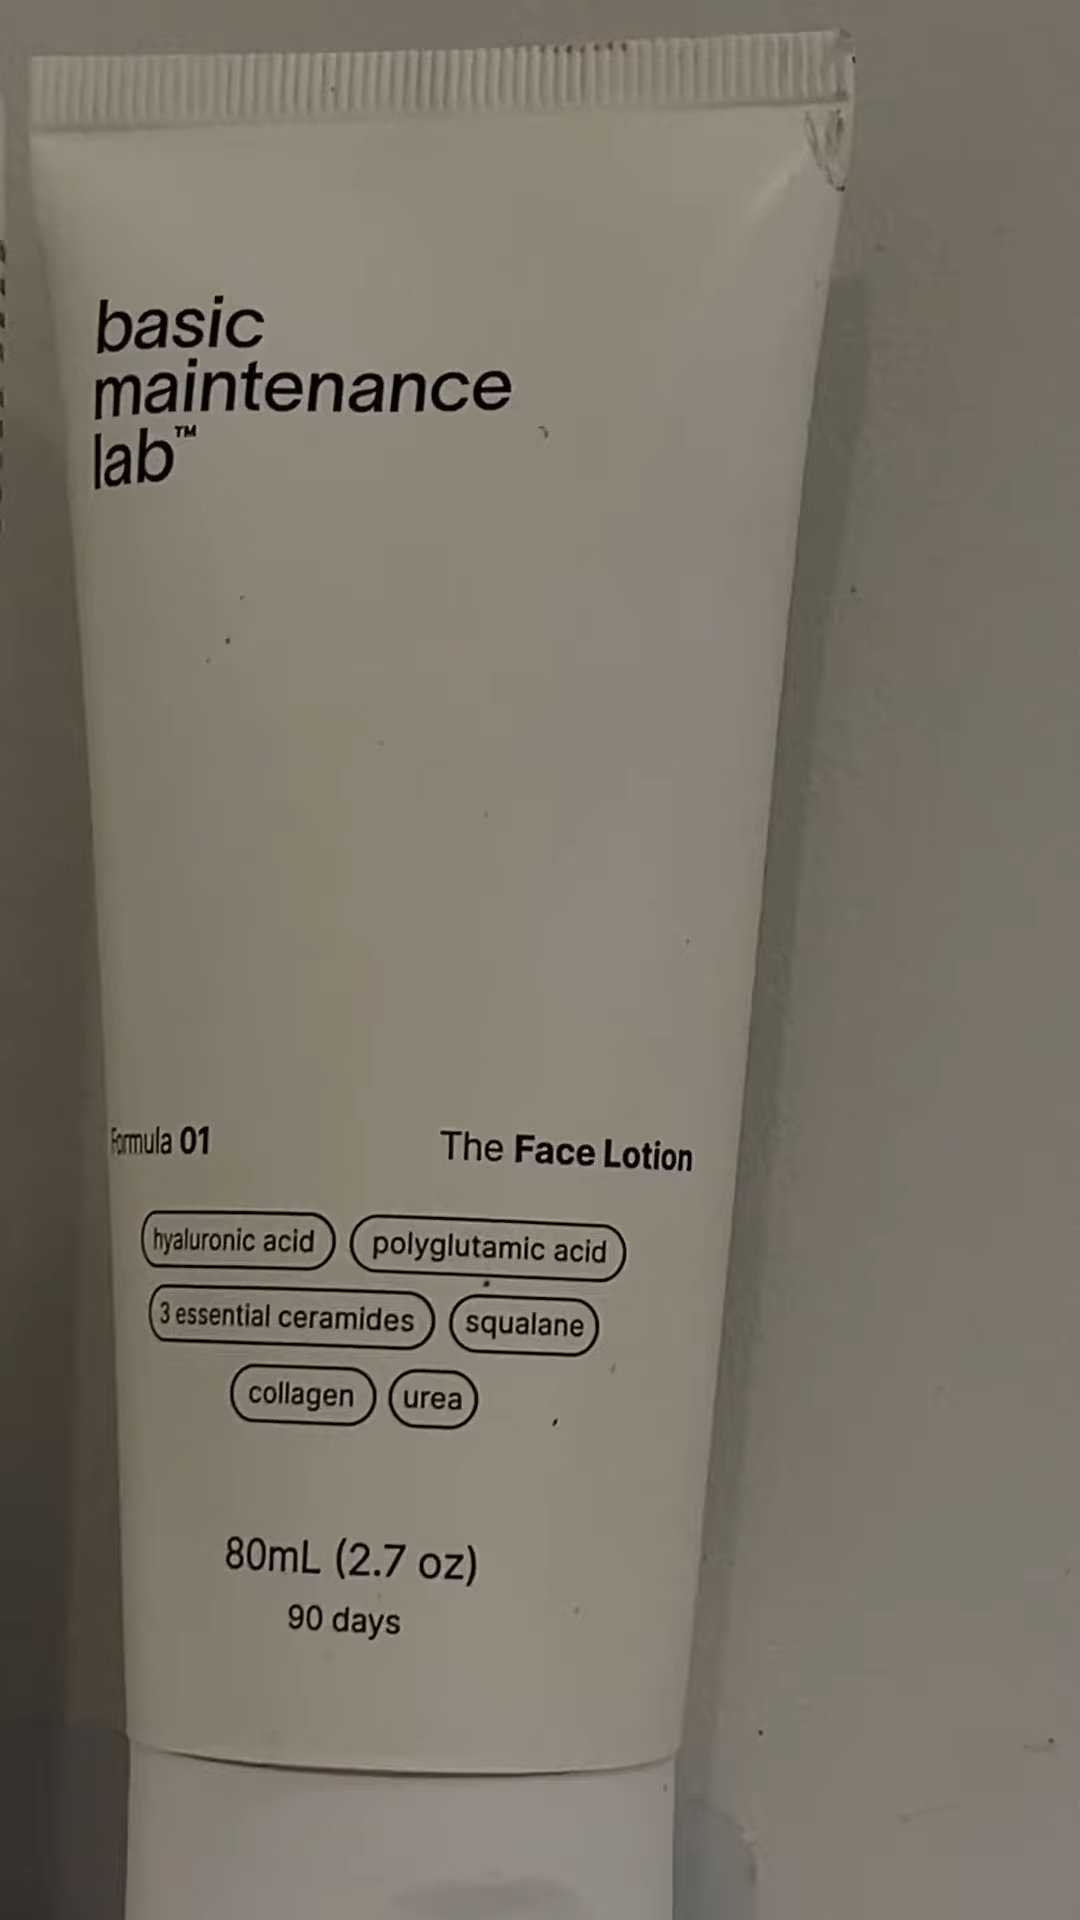 basic
maintenance
lab™
Formula 01 The Face Lotion
hyaluronic acid polyglutamic acid
3 essential ceramides squalane
collagen urea
80mL (2.7 oz)
90 days